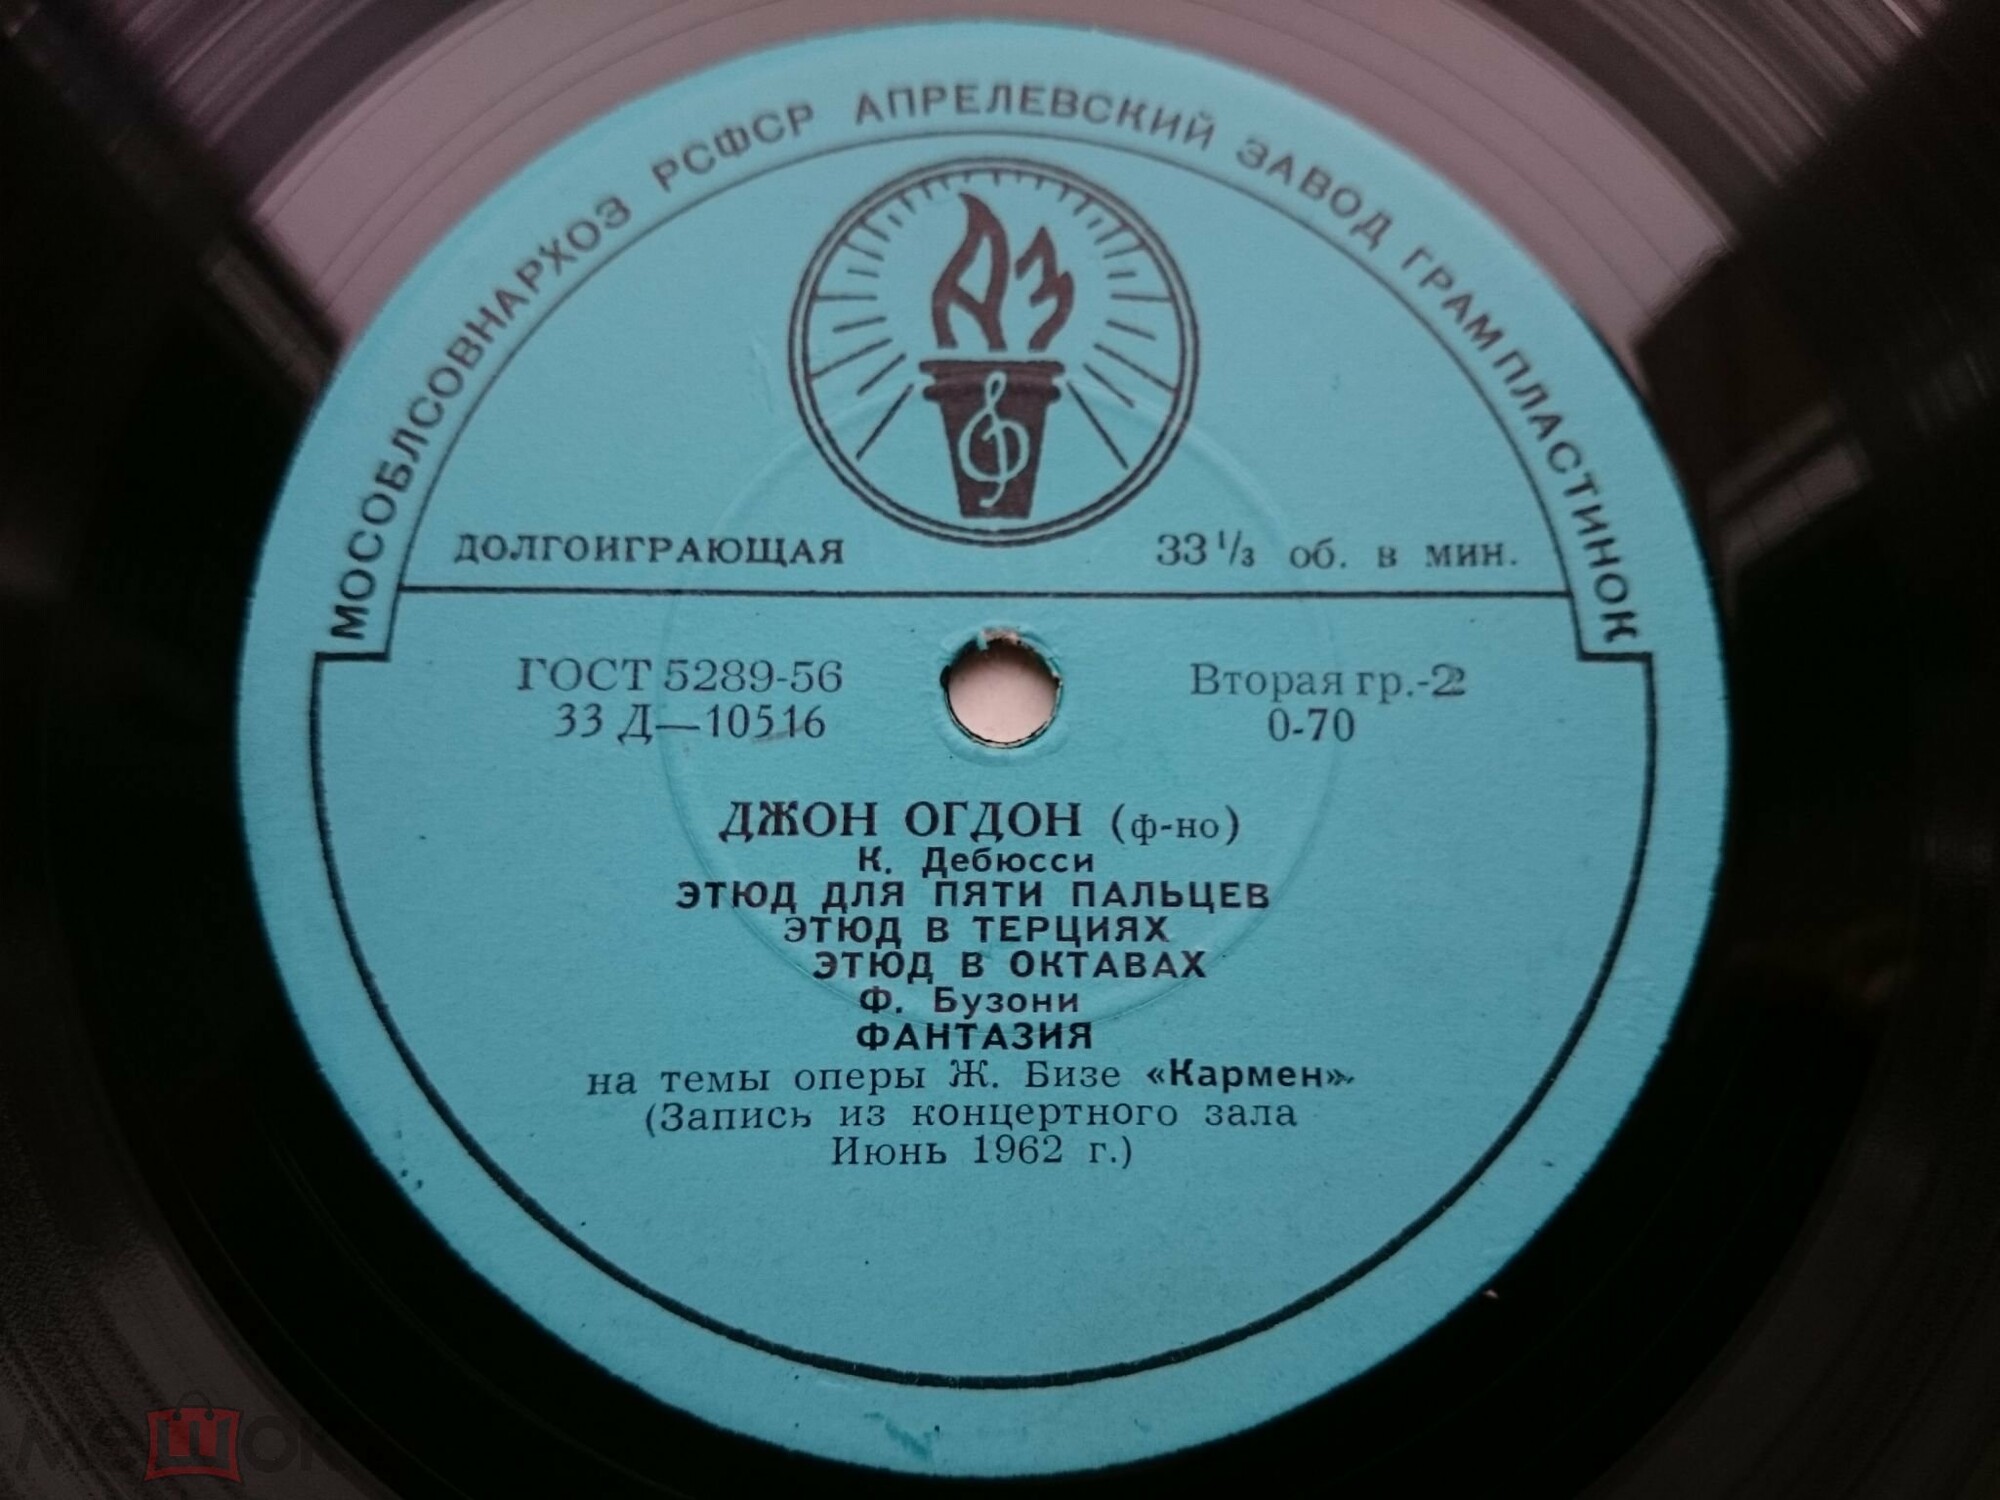 МОСОБЛСОВНАРХОЗ РСФСР АПРЕЛЕВСКИЙ ЗАВОД ГРАМПЛАСТИНОК
АЗ
ДОЛГОИГРАЮЩАЯ
33 1/3 об. в мин.
ГОСТ 5289-56
Вторая гр.-2
33 Д—10516
0-70
ДЖОН ОГДОН (ф-но)
К. Дебюсси
ЭТЮД ДЛЯ ПЯТИ ПАЛЬЦЕВ
ЭТЮД В ТЕРЦИЯХ
ЭТЮД В ОКТАВАХ
Ф. Бузони
ФАНТАЗИЯ
на темы оперы Ж. Бизе «Кармен»
(Запись из концертного зала
Июнь 1962 г.)
мешок